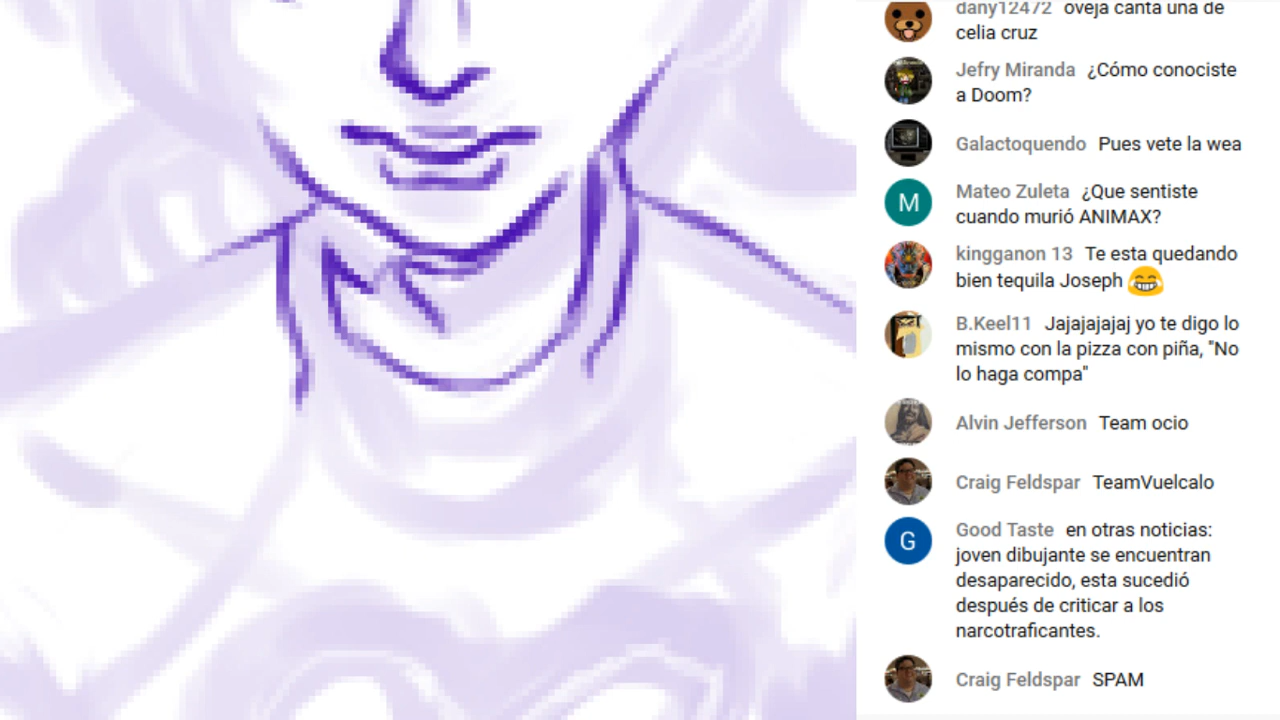 dany12472 oveja canta una de
celia cruz
Jefry Miranda ¿Cómo conociste
a Doom?
Galactoquendo Pues vete la wea
M
Mateo Zuleta ¿Que sentiste
cuando murió ANIMAX?
kingganon 13 Te esta quedando
bien tequila Joseph 😂
B.Keel11 Jajajajajaj yo te digo lo
mismo con la pizza con piña, "No
lo haga compa"
Alvin Jefferson Team ocio
Craig Feldspar TeamVuelcalo
G
Good Taste en otras noticias:
joven dibujante se encuentran
desaparecido, esta sucedió
después de criticar a los
narcotraficantes.
Craig Feldspar SPAM